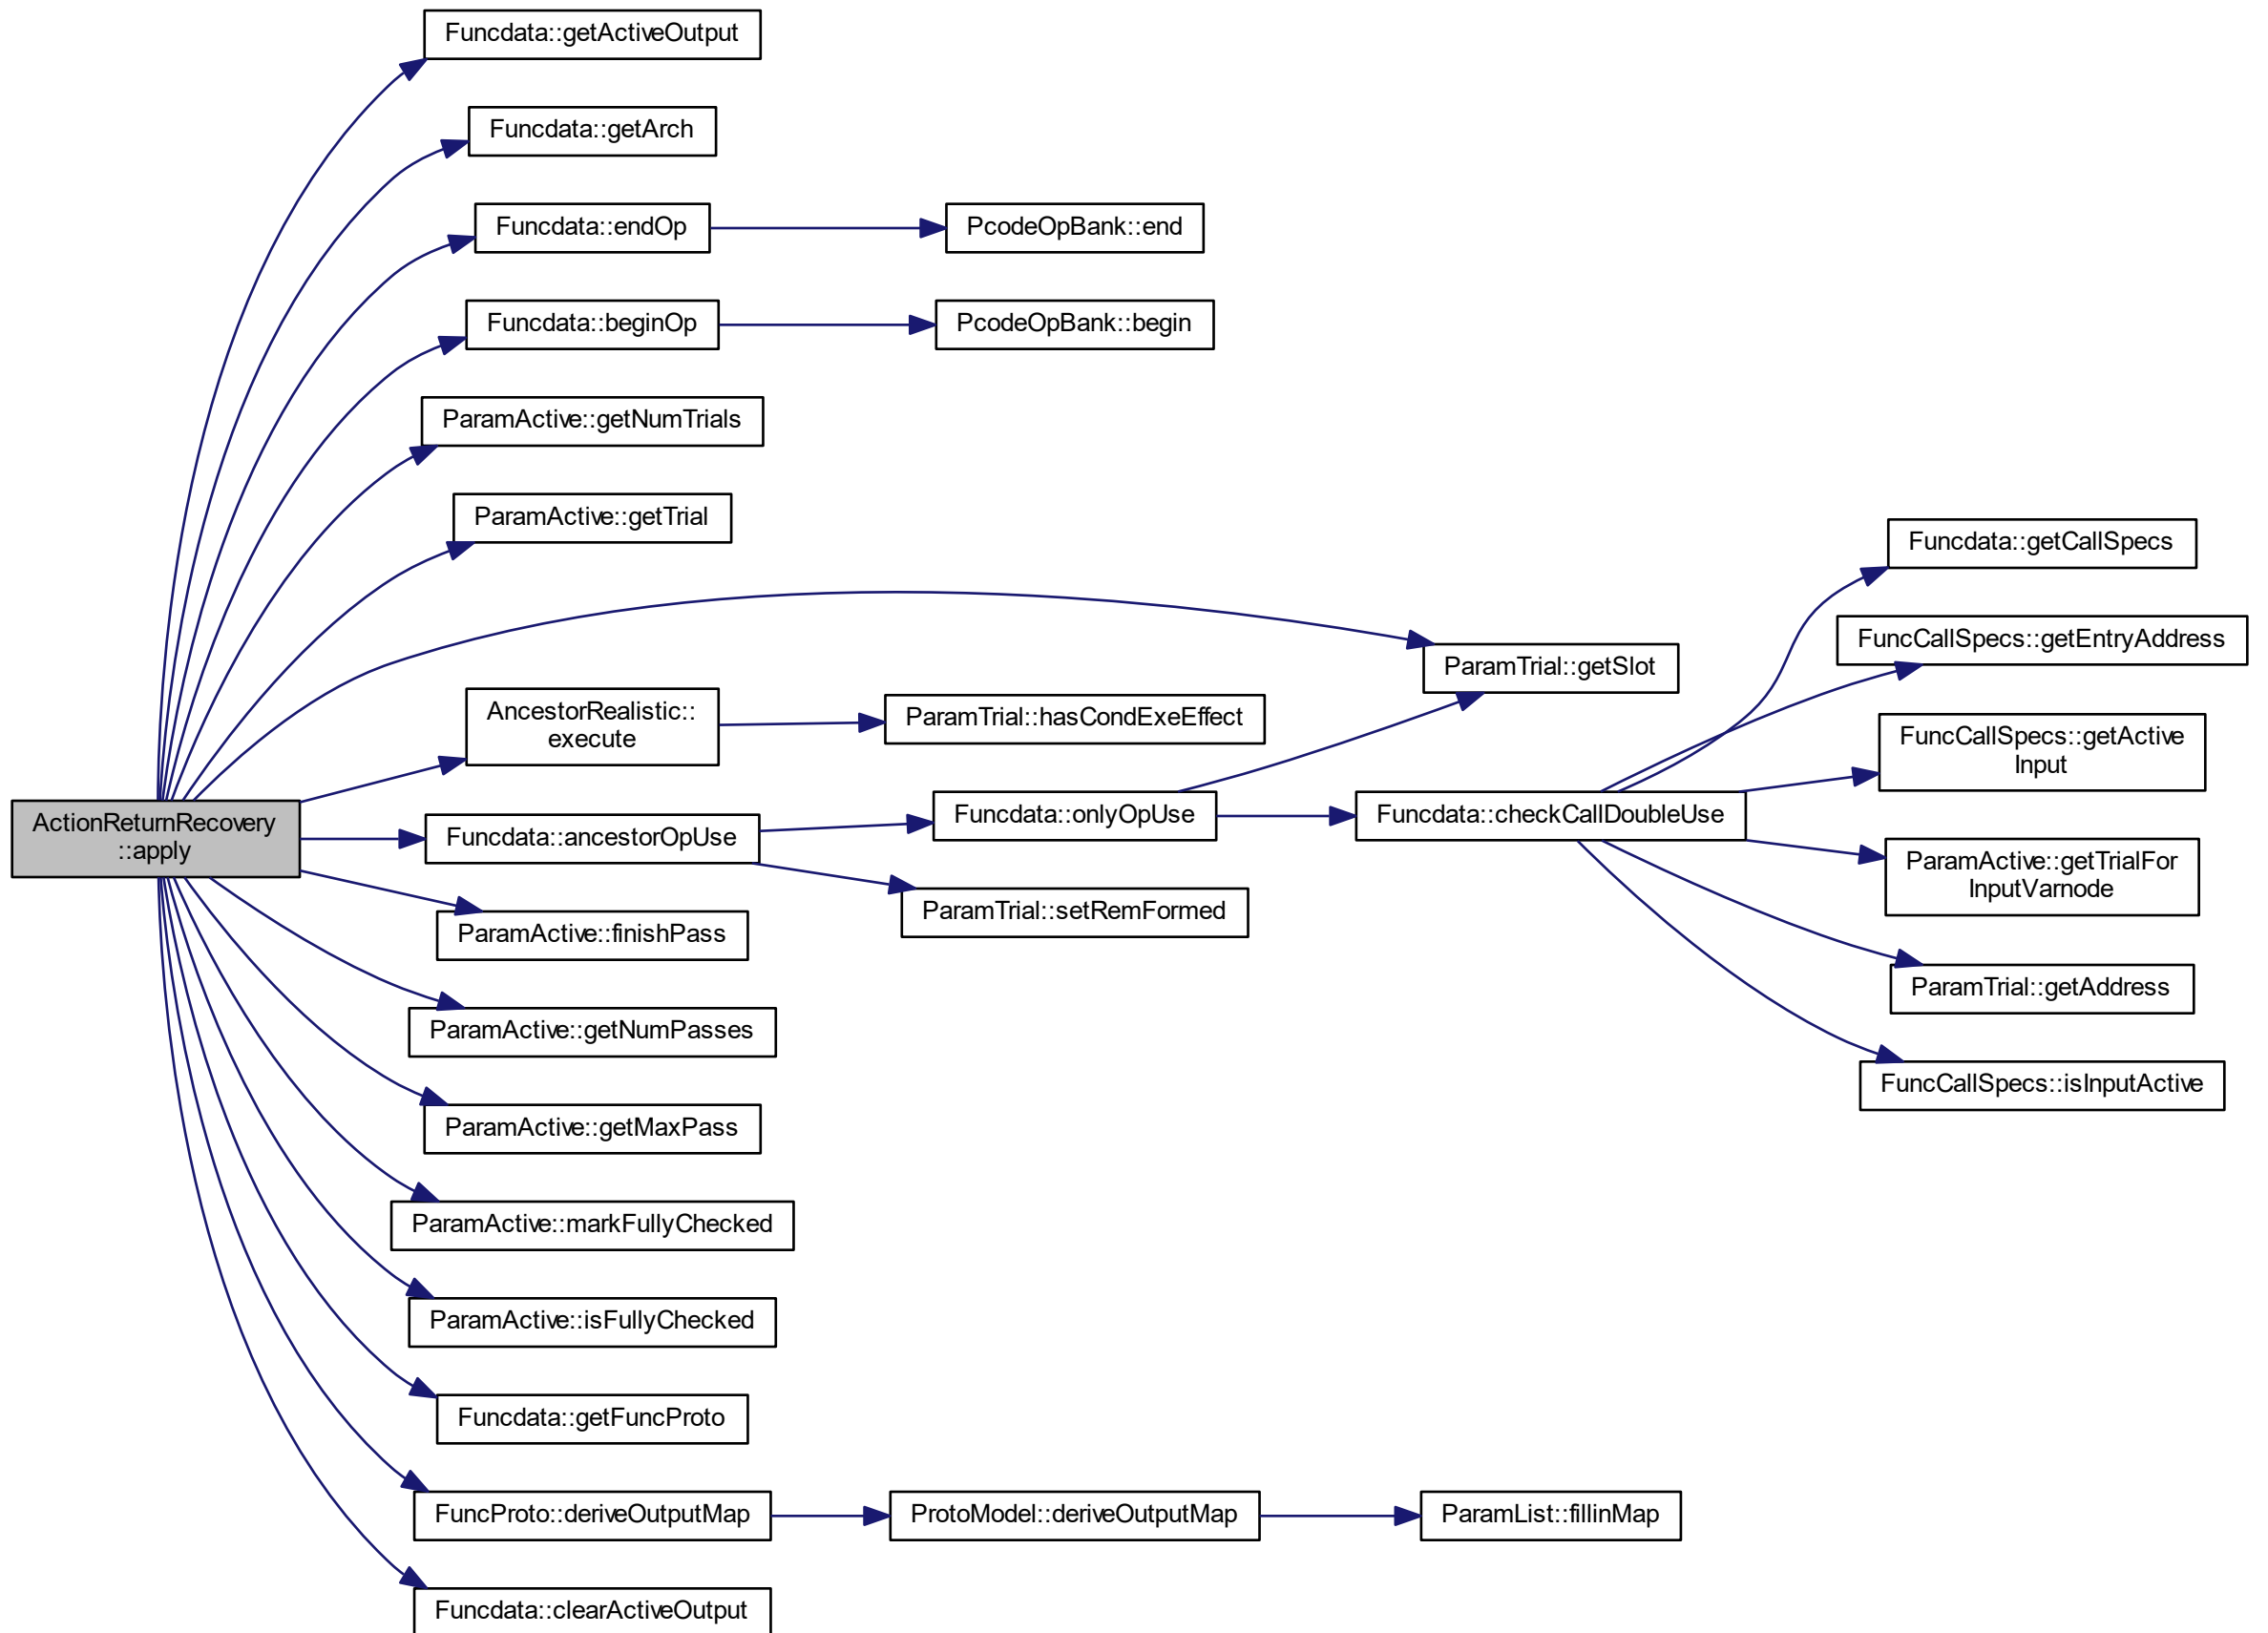 Funcdata::getActiveOutput
Funcdata::getArch
Funcdata::endOp
PcodeOpBank::end
Funcdata::beginOp
PcodeOpBank::begin
ParamActive::getNumTrials
ParamActive::getTrial
Funcdata::getCallSpecs
FuncCallSpecs::getEntryAddress
ParamTrial::getSlot
AncestorRealistic::
execute
ParamTrial::hasCondExeEffect
FuncCallSpecs::getActive
Input
ActionReturnRecovery
::apply
Funcdata::ancestorOpUse
Funcdata::onlyOpUse
Funcdata::checkCallDoubleUse
ParamActive::getTrialFor
InputVarnode
ParamTrial::setRemFormed
ParamActive::finishPass
ParamTrial::getAddress
ParamActive::getNumPasses
FuncCallSpecs::isInputActive
ParamActive::getMaxPass
ParamActive::markFullyChecked
ParamActive::isFullyChecked
Funcdata::getFuncProto
FuncProto::deriveOutputMap
ProtoModel::deriveOutputMap
ParamList::fillinMap
Funcdata::clearActiveOutput